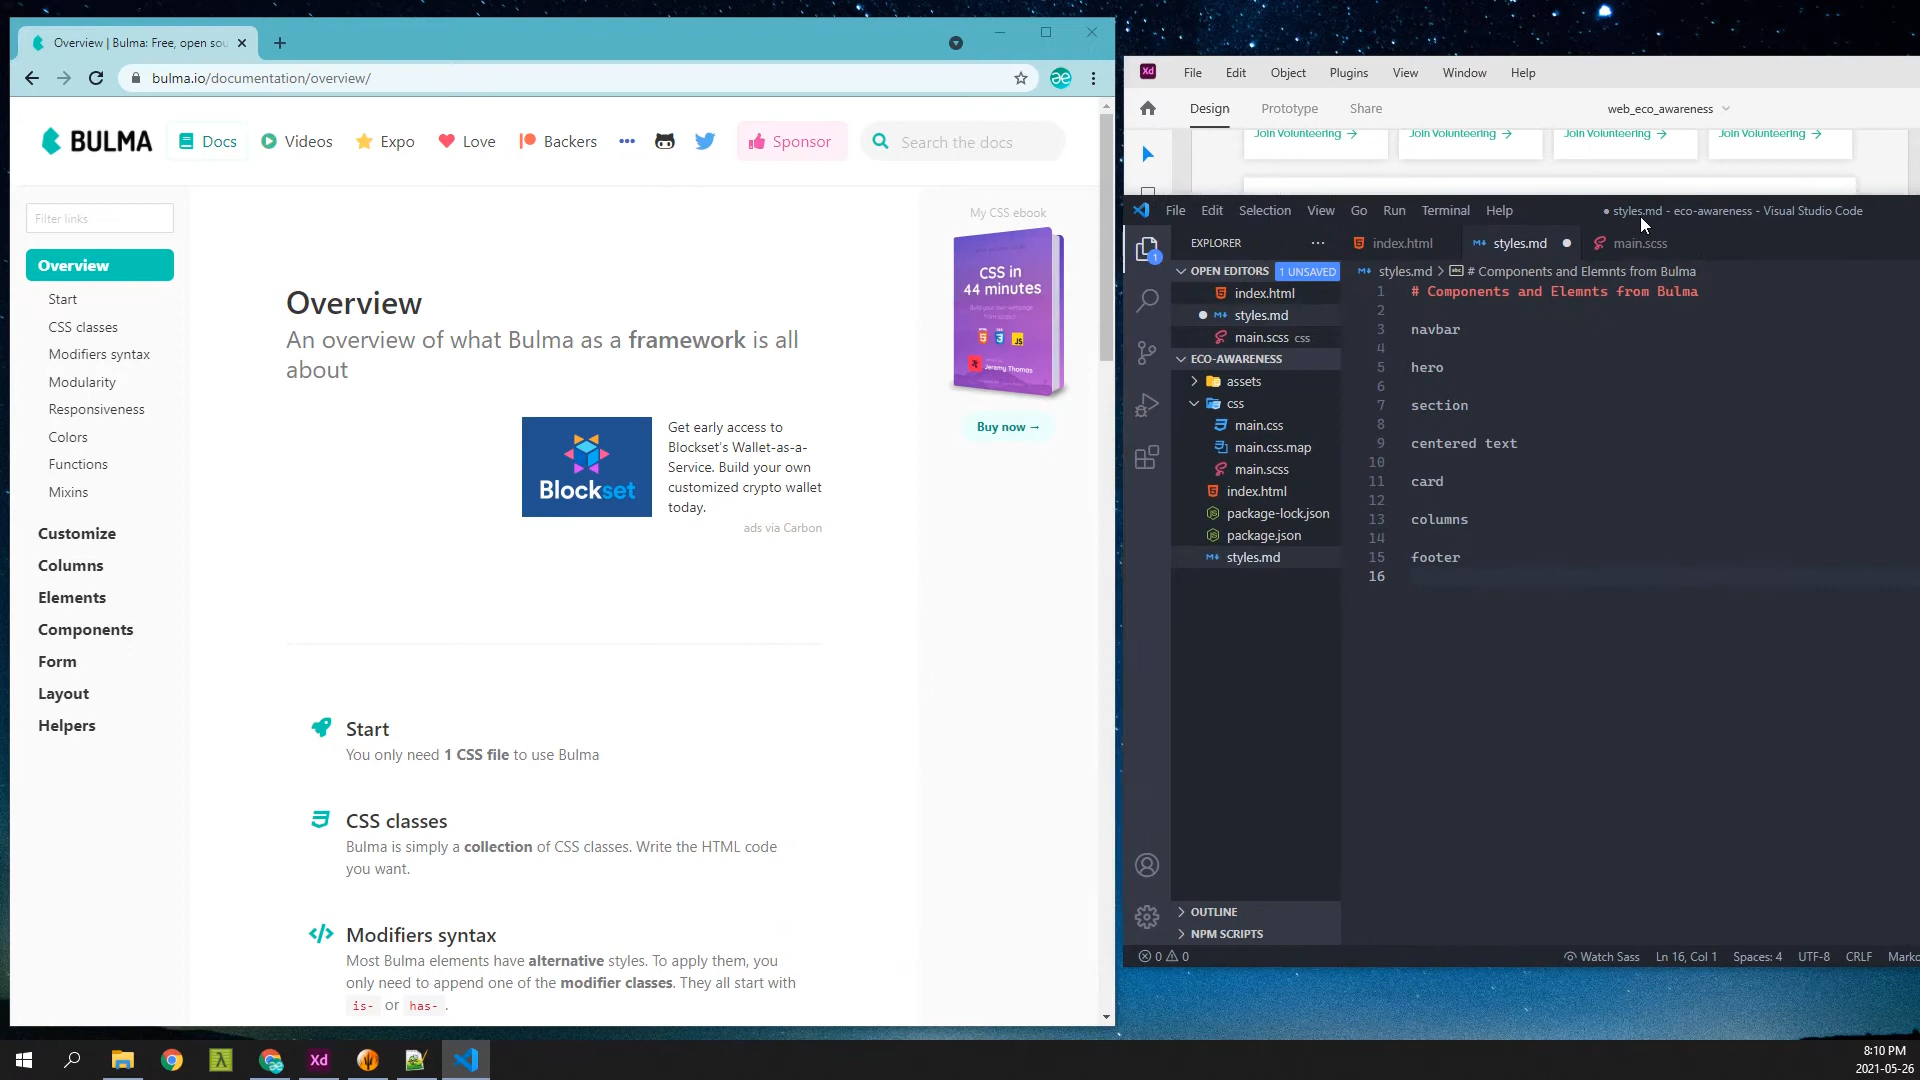 Overview | Bulma: Free, open sou
bulma.io/documentation/overview/
BULMA
Docs
Videos
Expo
Love
Backers
Sponsor
Search the docs
Filter links
Overview
Start
CSS classes
Modifiers syntax
Modularity
Responsiveness
Colors
Functions
Mixins
Customize
Columns
Elements
Components
Form
Layout
Helpers
Overview
An overview of what Bulma as a framework is all
about
Blockset
Get early access to
Blockset's Wallet-as-a-
Service. Build your own
customized crypto wallet
today.
ads via Carbon
Start
You only need 1 CSS file to use Bulma
CSS classes
Bulma is simply a collection of CSS classes. Write the HTML code
you want.
Modifiers syntax
Most Bulma elements have alternative styles. To apply them, you
only need to append one of the modifier classes. They all start with
is- or has- .
My CSS ebook
CSS in
44 minutes
Jeremy Thomas
Buy now →
Xd
File Edit Object Plugins View Window Help
Design Prototype Share
web_eco_awareness
Join Volunteering → Join Volunteering → Join Volunteering → Join Volunteering →
File Edit Selection View Go Run Terminal Help
● styles.md - eco-awareness - Visual Studio Code
EXPLORER ···
index.html
styles.md ●
main.scss
1
OPEN EDITORS 1 UNSAVED
index.html
styles.md
main.scss css
ECO-AWARENESS
assets
css
main.css
main.css.map
main.scss
index.html
package-lock.json
package.json
styles.md
OUTLINE
NPM SCRIPTS
styles.md > # Components and Elemnts from Bulma
1 # Components and Elemnts from Bulma
2
3 navbar
4
5 hero
6
7 section
8
9 centered text
10
11 card
12
13 columns
14
15 footer
16
0 0
Watch Sass Ln 16, Col 1 Spaces: 4 UTF-8 CRLF Marko
Xd
8:10 PM
2021-05-26